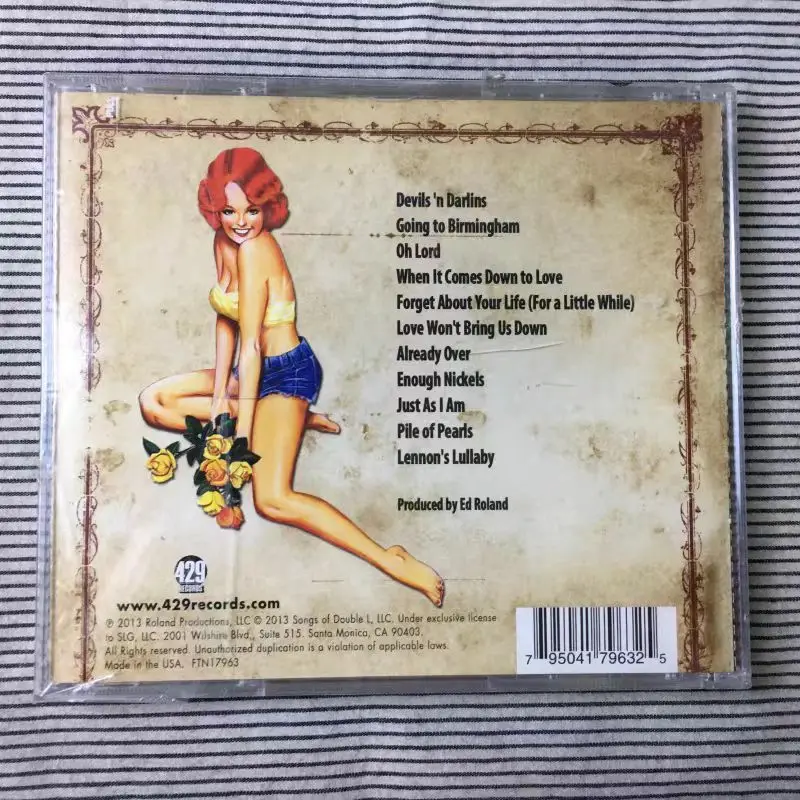 Devils 'n Darlins
Going to Birmingham
Oh Lord
When It Comes Down to Love
Forget About Your Life (For a Little While)
Love Won't Bring Us Down
Already Over
Enough Nickels
Just As I Am
Pile of Pearls
Lennon's Lullaby
Produced by Ed Roland
429
RECORDS
www.429records.com
℗ 2013 Roland Productions, LLC © 2013 Songs of Double L, LLC. Under exclusive license
to SLG, LLC. 2001 Wilshire Blvd., Suite 515. Santa Monica, CA 90403.
All Rights reserved. Unauthorized duplication is a violation of applicable laws.
Made in the USA. FTN17963
7 95041 79632 5